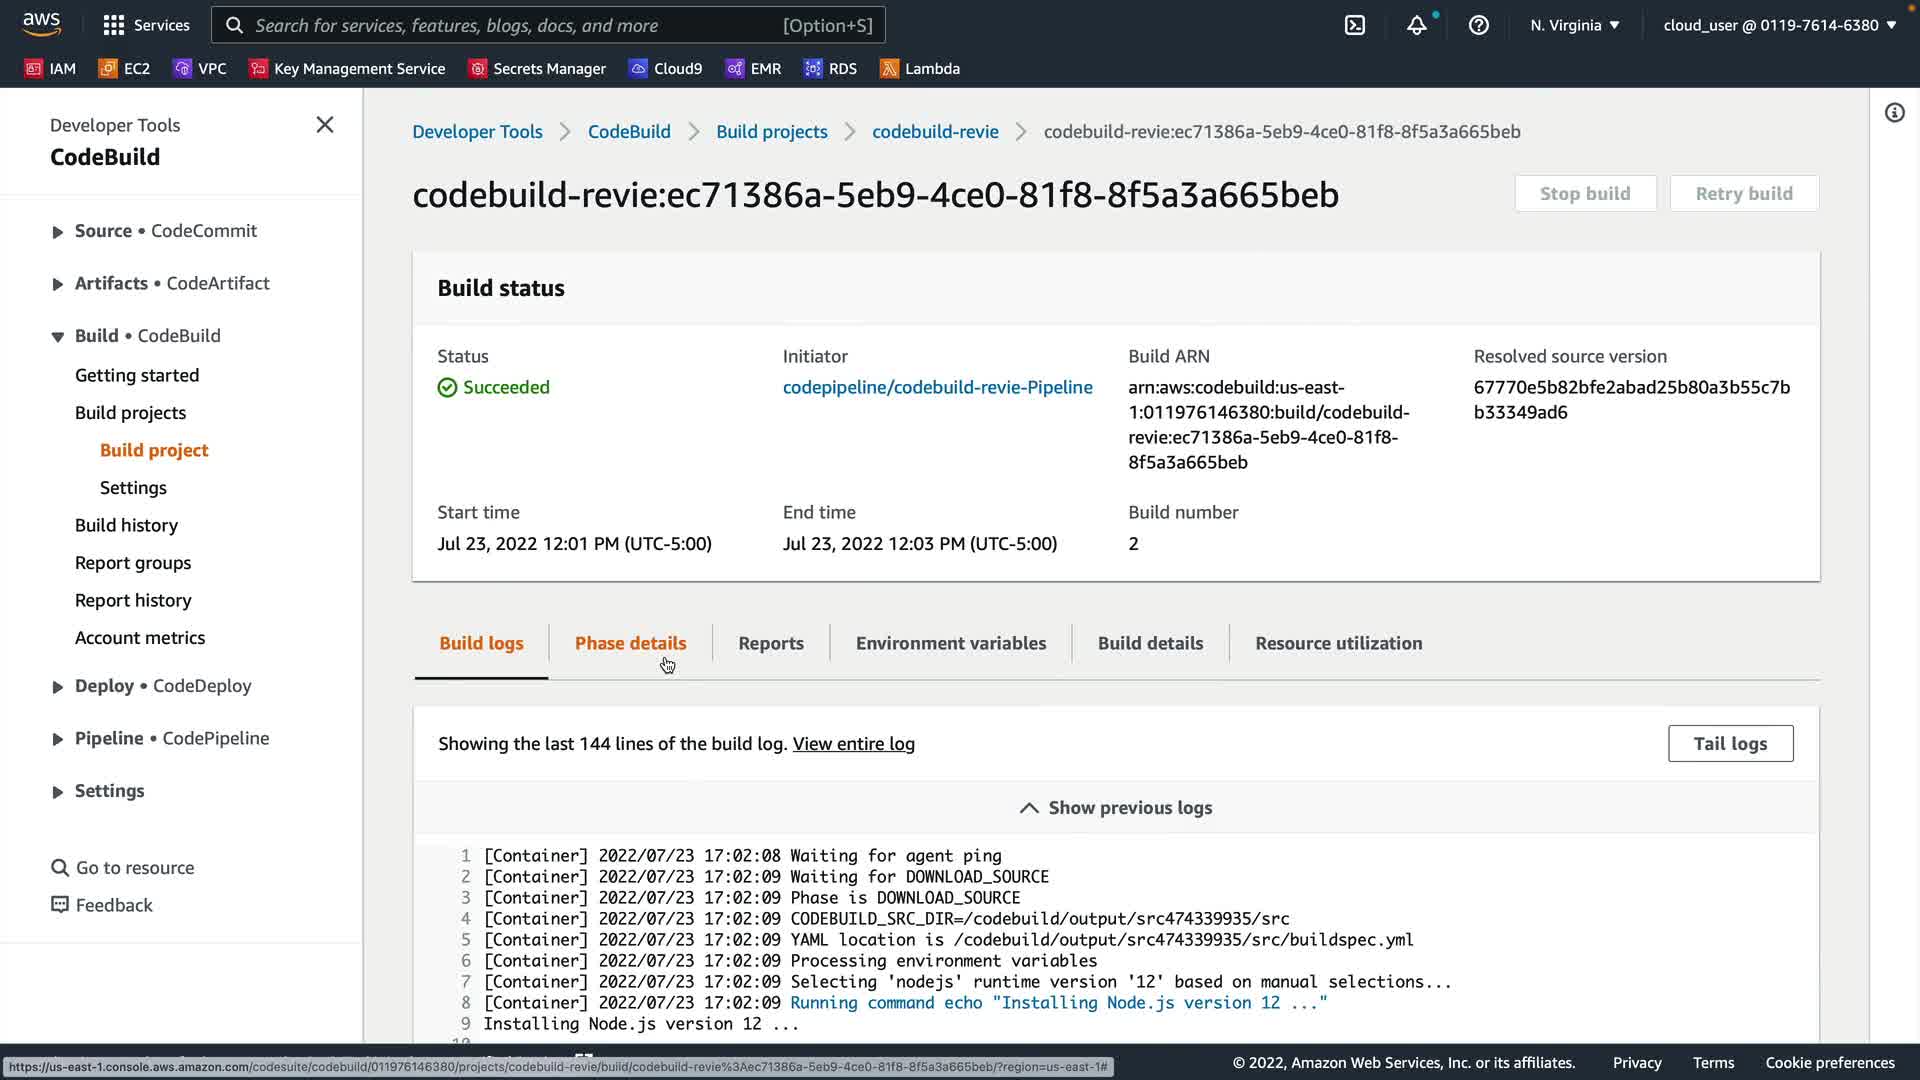 aws
Services
Search for services, features, blogs, docs, and more
[Option+S]
N. Virginia
cloud_user @ 0119-7614-6380
IAM
EC2
VPC
Key Management Service
Secrets Manager
Cloud9
EMR
RDS
Lambda
Developer Tools
CodeBuild
Source • CodeCommit
Artifacts • CodeArtifact
Build • CodeBuild
Getting started
Build projects
Build project
Settings
Build history
Report groups
Report history
Account metrics
Deploy • CodeDeploy
Pipeline • CodePipeline
Settings
Go to resource
Feedback
Developer Tools
CodeBuild
Build projects
codebuild-revie
codebuild-revie:ec71386a-5eb9-4ce0-81f8-8f5a3a665beb
codebuild-revie:ec71386a-5eb9-4ce0-81f8-8f5a3a665beb
Stop build
Retry build
Build status
Status
Succeeded
Initiator
codepipeline/codebuild-revie-Pipeline
Build ARN
arn:aws:codebuild:us-east-
1:011976146380:build/codebuild-
revie:ec71386a-5eb9-4ce0-81f8-
8f5a3a665beb
Resolved source version
67770e5b82bfe2abad25b80a3b55c7b
b33349ad6
Start time
Jul 23, 2022 12:01 PM (UTC-5:00)
End time
Jul 23, 2022 12:03 PM (UTC-5:00)
Build number
2
Build logs
Phase details
Reports
Environment variables
Build details
Resource utilization
Showing the last 144 lines of the build log. View entire log
Tail logs
Show previous logs
1 [Container] 2022/07/23 17:02:08 Waiting for agent ping
2 [Container] 2022/07/23 17:02:09 Waiting for DOWNLOAD_SOURCE
3 [Container] 2022/07/23 17:02:09 Phase is DOWNLOAD_SOURCE
4 [Container] 2022/07/23 17:02:09 CODEBUILD_SRC_DIR=/codebuild/output/src474339935/src
5 [Container] 2022/07/23 17:02:09 YAML location is /codebuild/output/src474339935/src/buildspec.yml
6 [Container] 2022/07/23 17:02:09 Processing environment variables
7 [Container] 2022/07/23 17:02:09 Selecting 'nodejs' runtime version '12' based on manual selections...
8 [Container] 2022/07/23 17:02:09 Running command echo "Installing Node.js version 12 ..."
9 Installing Node.js version 12 ...
https://us-east-1.console.aws.amazon.com/codesuite/codebuild/011976146380/projects/codebuild-revie/build/codebuild-revie%3Aec71386a-5eb9-4ce0-81f8-8f5a3a665beb/?region=us-east-1#
© 2022, Amazon Web Services, Inc. or its affiliates.
Privacy
Terms
Cookie preferences